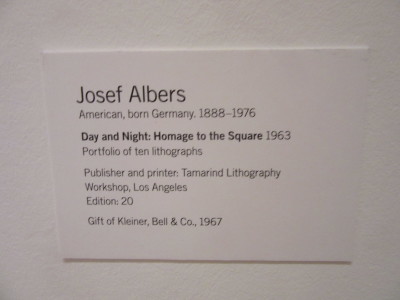 Josef Albers
American, born Germany. 1888–1976
Day and Night: Homage to the Square 1963
Portfolio of ten lithographs
Publisher and printer: Tamarind Lithography
Workshop, Los Angeles
Edition: 20
Gift of Kleiner, Bell & Co., 1967